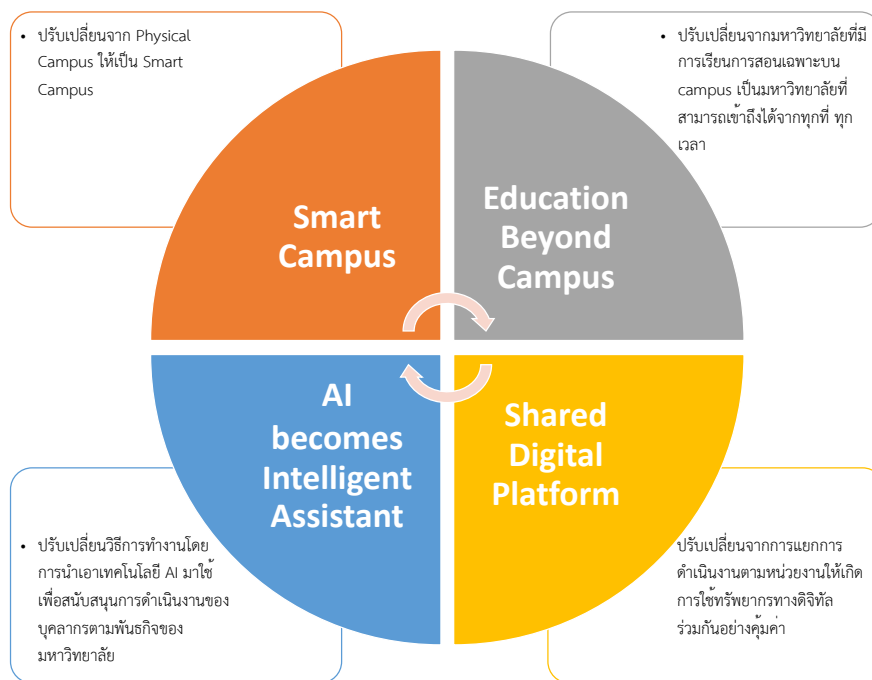 • ปรับเปลี่ยนจาก Physical
Campus ให้เป็น Smart
Campus
• ปรับเปลี่ยนจากมหาวิทยาลัยที่มี
การเรียนการสอนเฉพาะบน
campus เป็นมหาวิทยาลัยที่
สามารถเข้าถึงได้จากทุกที่ ทุก
เวลา
Smart
Campus
Education
Beyond
Campus
AI
becomes
Intelligent
Assistant
Shared
Digital
Platform
• ปรับเปลี่ยนวิธีการทำงานโดย
การนำเอาเทคโนโลยี AI มาใช้
เพื่อสนับสนุนการดำเนินงานของ
บุคลากรตามพันธกิจของ
มหาวิทยาลัย
ปรับเปลี่ยนจากการแยกการ
ดำเนินงานตามหน่วยงานให้เกิด
การใช้ทรัพยากรทางดิจิทัล
ร่วมกันอย่างคุ้มค่า